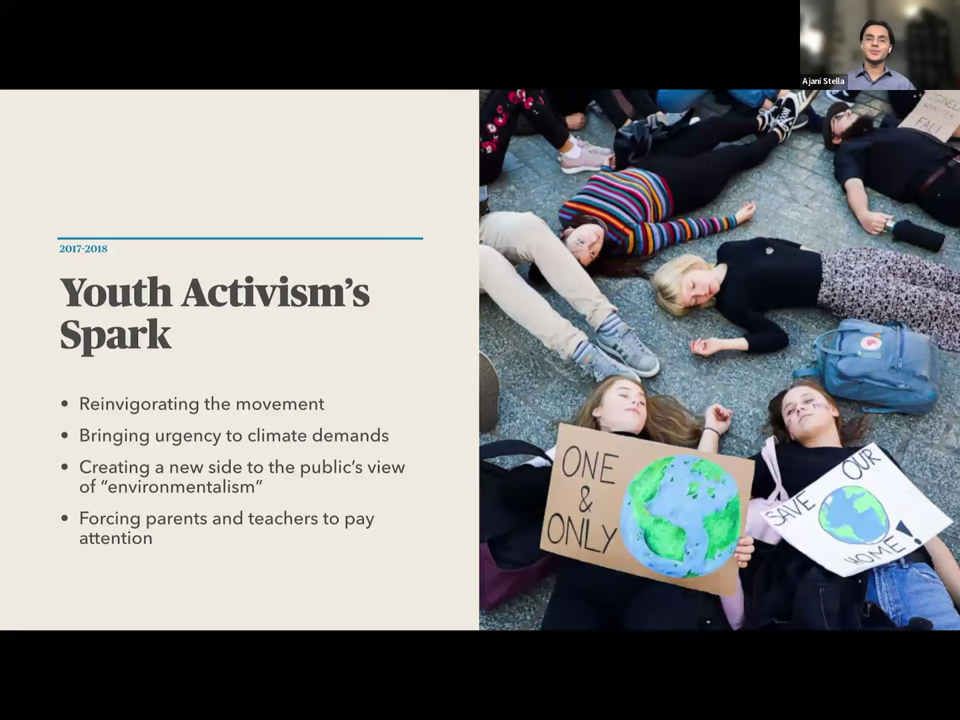 Ajani Stella
2017-2018
Youth Activism's
Spark
• Reinvigorating the movement
• Bringing urgency to climate demands
• Creating a new side to the public's view
of “environmentalism”
• Forcing parents and teachers to pay
attention
FALL
ONE
&
ONLY
SAVE OUR
HOME!